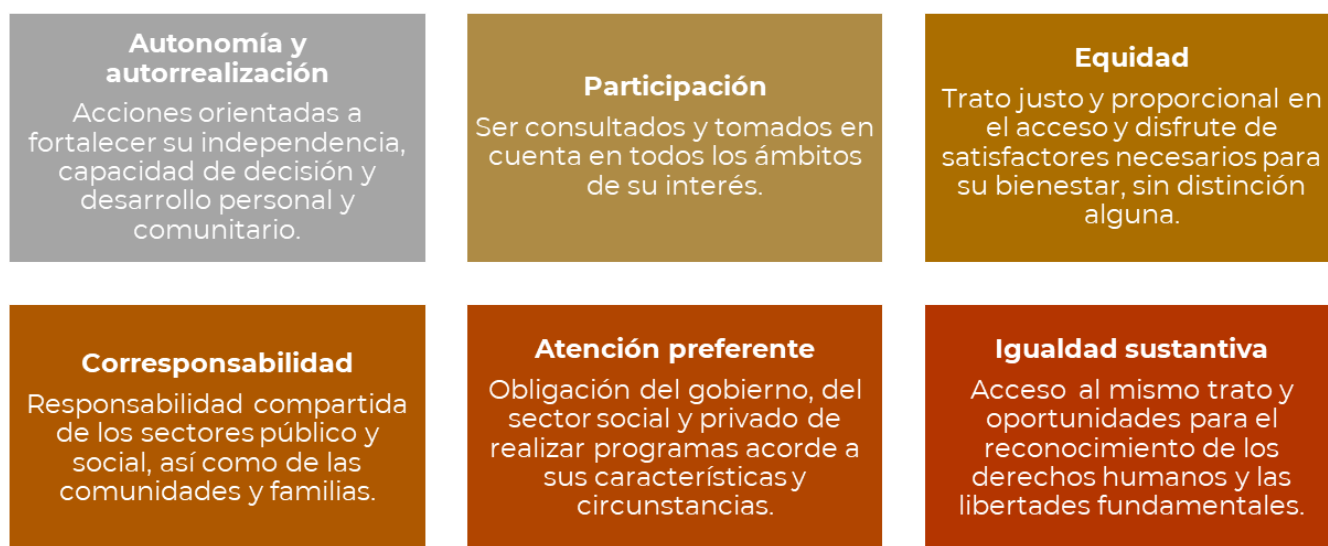 Autonomía y
autorrealización
Acciones orientadas a
fortalecer su independencia,
capacidad de decisión y
desarrollo personal y
comunitario.
Participación
Ser consultados y tomados en
cuenta en todos los ámbitos
de su interés.
Equidad
Trato justo y proporcional en
el acceso y disfrute de
satisfactores necesarios para
su bienestar, sin distinción
alguna.
Corresponsabilidad
Responsabilidad compartida
de los sectores público y
social, así como de las
comunidades y familias.
Atención preferente
Obligación del gobierno, del
sector social y privado de
realizar programas acorde a
sus características y
circunstancias.
Igualdad sustantiva
Acceso al mismo trato y
oportunidades para el
reconocimiento de los
derechos humanos y las
libertades fundamentales.